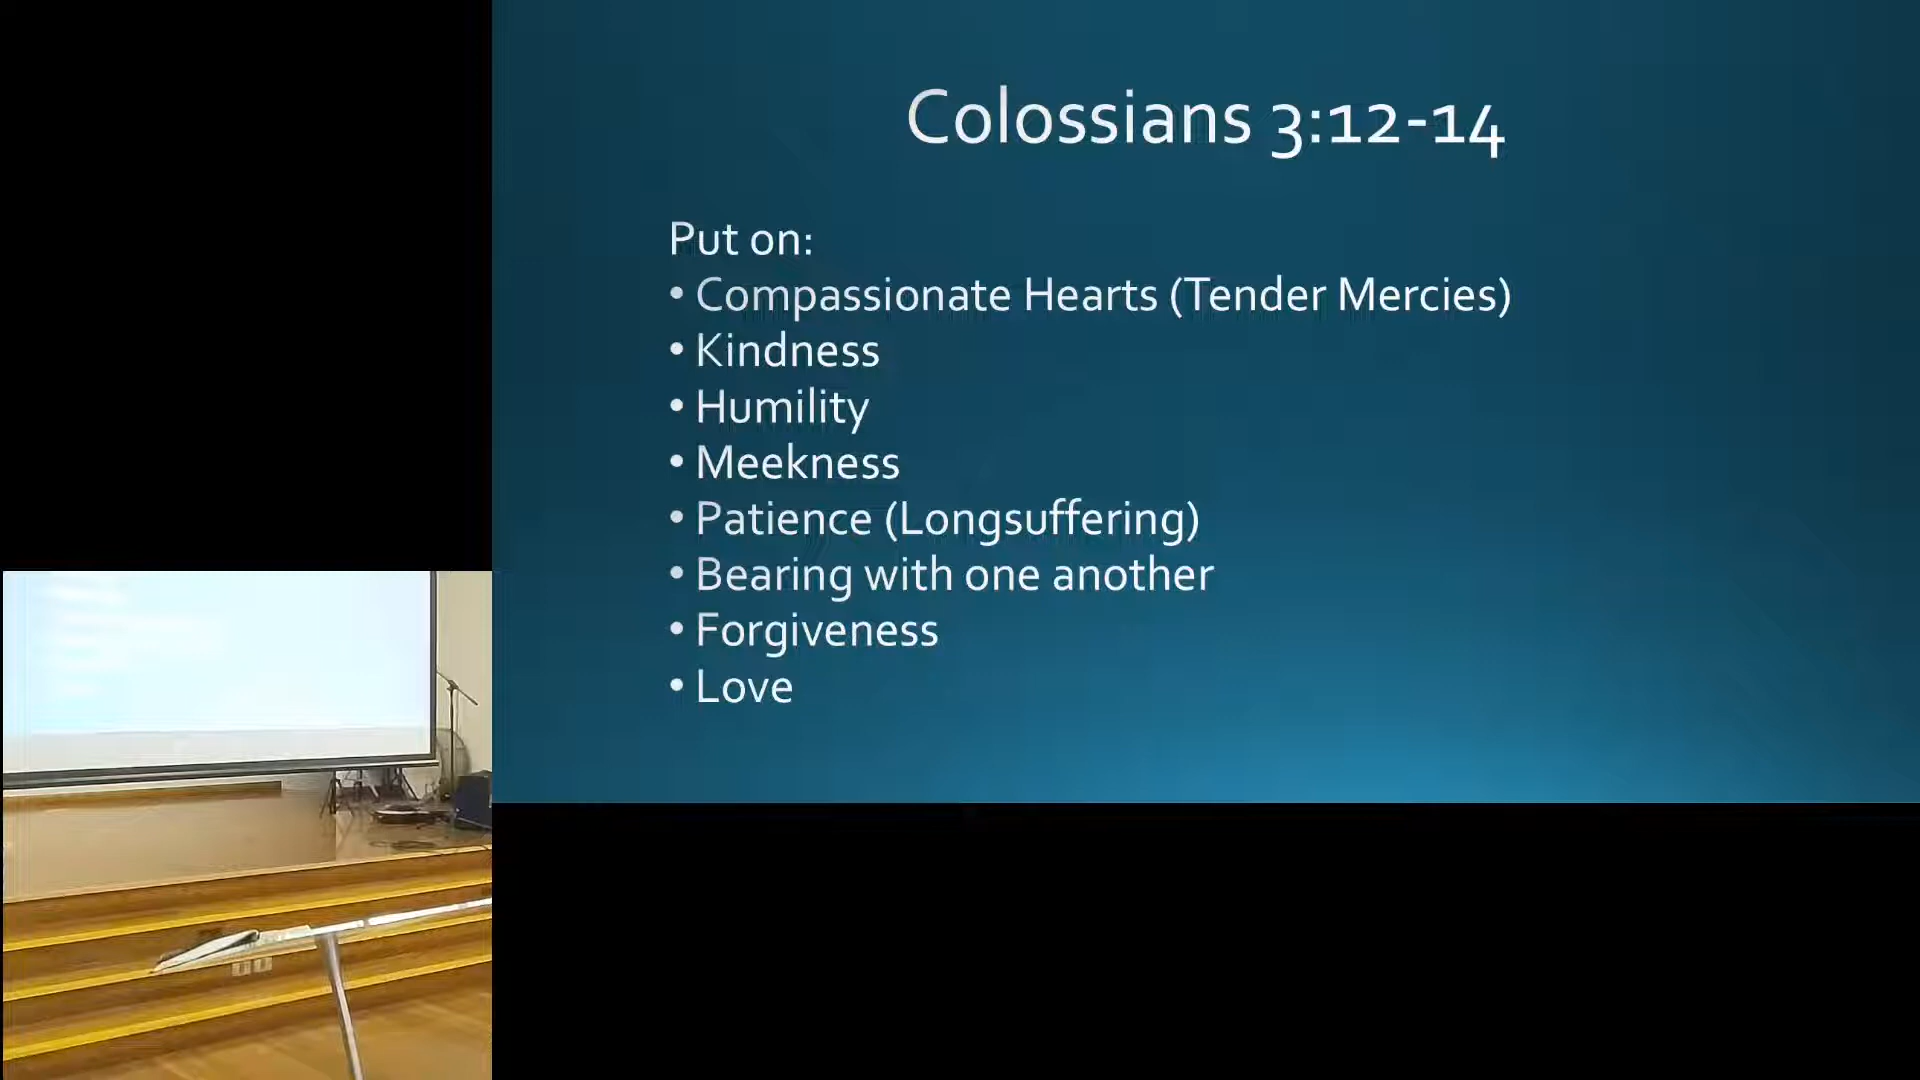 Colossians 3:12-14
Put on:
• Compassionate Hearts (Tender Mercies)
• Kindness
• Humility
• Meekness
• Patience (Longsuffering)
• Bearing with one another
• Forgiveness
• Love